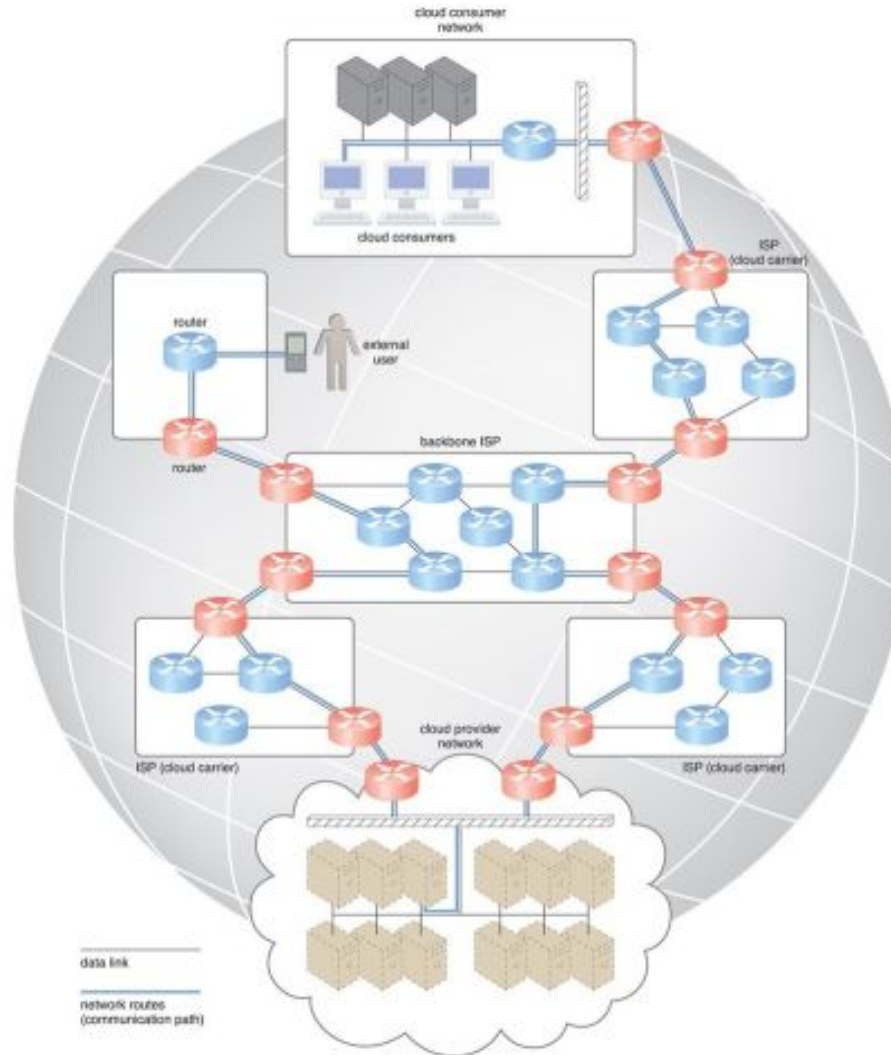 cloud consumer
network
cloud consumers
ISP
(cloud carrier)
router
external
user
router
backbone ISP
cloud provider
network
ISP (cloud carrier)
ISP (cloud carrier)
data link
network routes
(communication path)